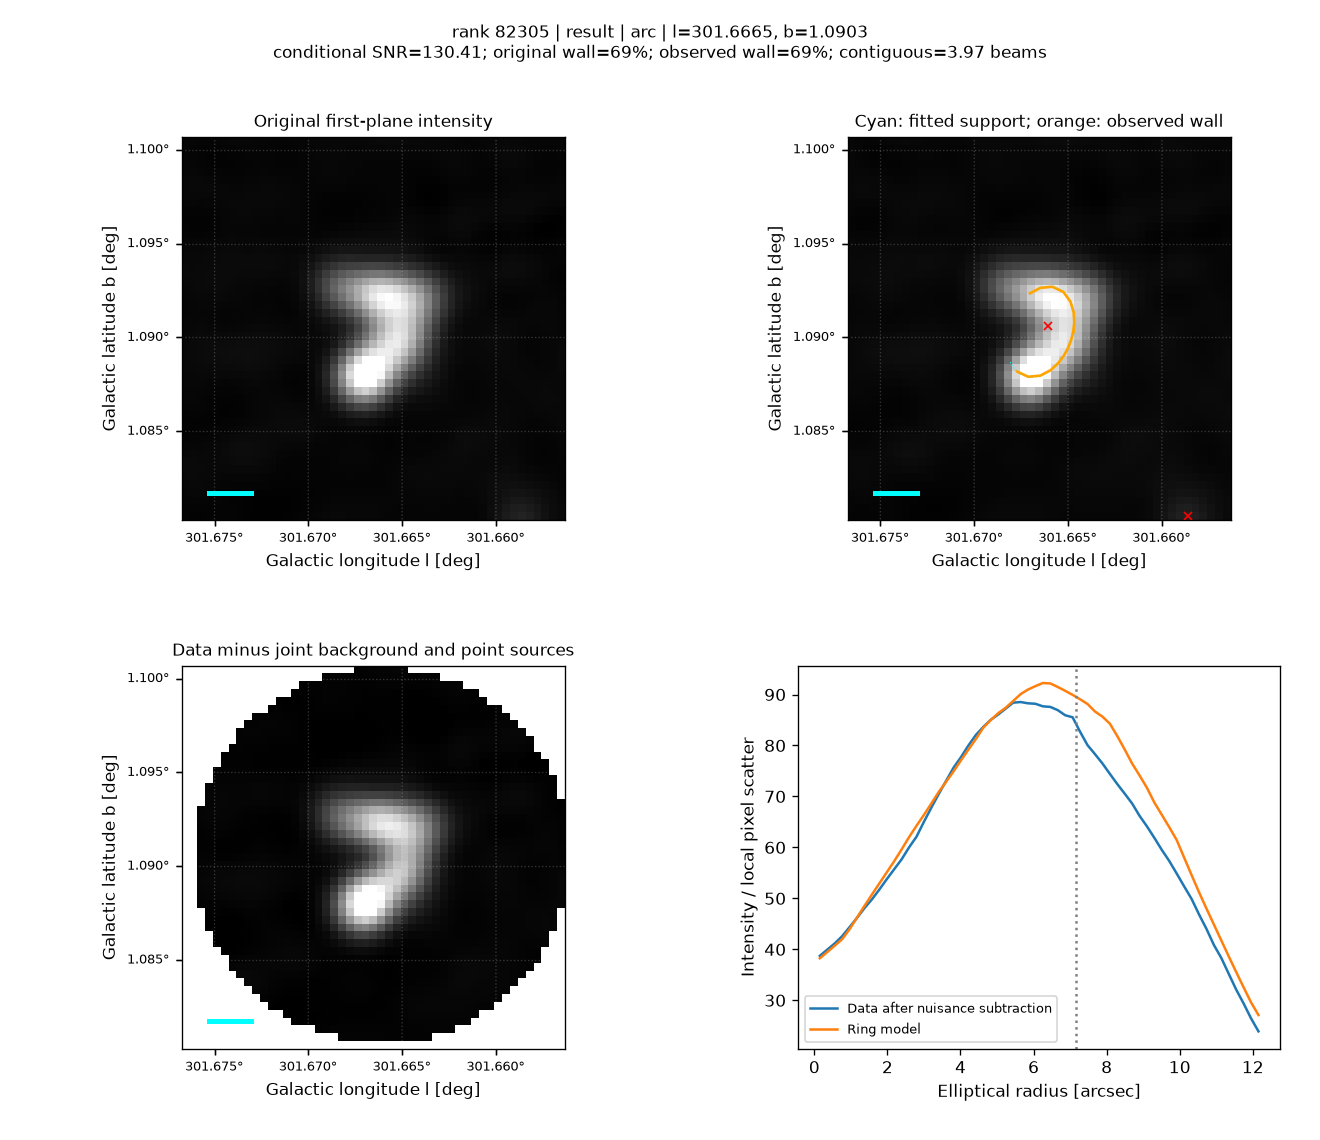 rank 82305 | result | arc | l=301.6665, b=1.0903
conditional SNR=130.41; original wall=69%; observed wall=69%; contiguous=3.97 beams
Original first-plane intensity
1.100°
1.095°
1.090°
1.085°
Galactic latitude b [deg]
301.675°
301.670°
301.665°
301.660°
Galactic longitude l [deg]
Cyan: fitted support; orange: observed wall
1.100°
1.095°
1.090°
1.085°
Galactic latitude b [deg]
301.675°
301.670°
301.665°
301.660°
Galactic longitude l [deg]
Data minus joint background and point sources
1.100°
1.095°
1.090°
1.085°
Galactic latitude b [deg]
301.675°
301.670°
301.665°
301.660°
Galactic longitude l [deg]
90
80
70
60
50
40
30
Intensity / local pixel scatter
Data after nuisance subtraction
Ring model
0
2
4
6
8
10
12
Elliptical radius [arcsec]